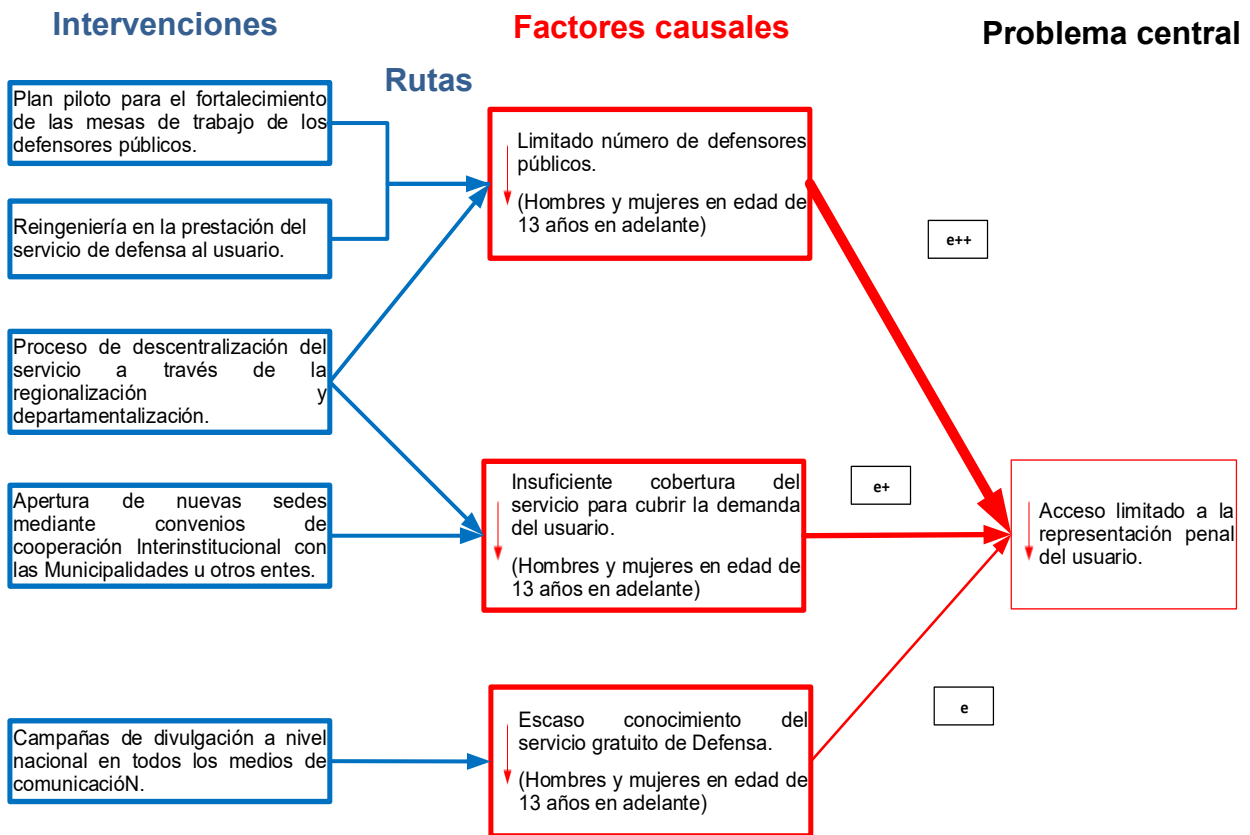 Intervenciones
Factores causales
Problema central
Rutas
Plan piloto para el fortalecimiento
de las mesas de trabajo de los
defensores públicos.
Reingeniería en la prestación del
servicio de defensa al usuario.
Proceso de descentralización del
servicio a través de la
regionalización y
departamentalización.
Apertura de nuevas sedes
mediante convenios de
cooperación Interinstitucional con
las Municipalidades u otros entes.
Campañas de divulgación a nivel
nacional en todos los medios de
comunicacióN.
Limitado número de defensores
públicos.
(Hombres y mujeres en edad de
13 años en adelante)
Insuficiente cobertura del
servicio para cubrir la demanda
del usuario.
(Hombres y mujeres en edad de
13 años en adelante)
Escaso conocimiento del
servicio gratuito de Defensa.
(Hombres y mujeres en edad de
13 años en adelante)
e++
e+
e
Acceso limitado a la
representación penal
del usuario.